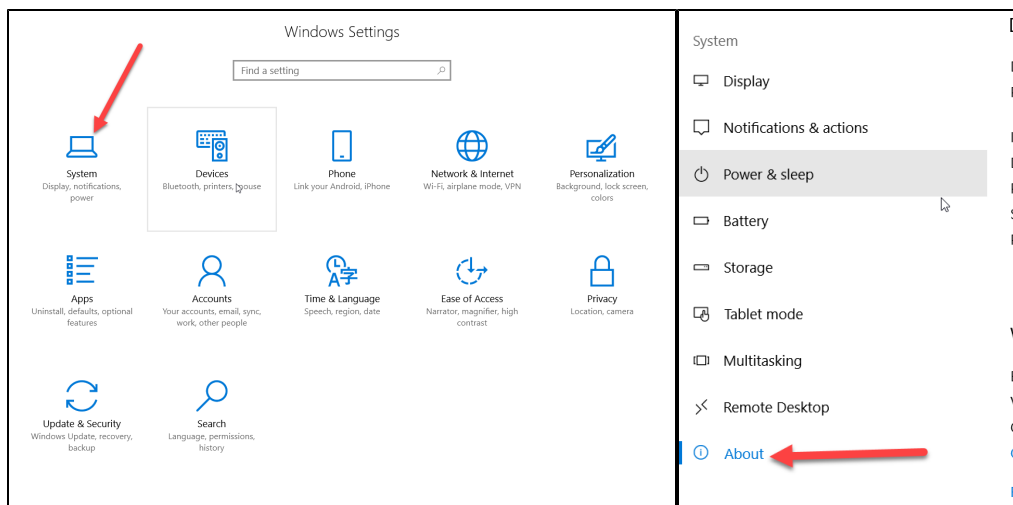 Windows Settings
Find a setting
System
Display, notifications,
power
Devices
Bluetooth, printers, mouse
Phone
Link your Android, iPhone
Network & Internet
Wi-Fi, airplane mode, VPN
Personalization
Background, lock screen,
colors
Apps
Uninstall, defaults, optional
features
Accounts
Your accounts, email, sync,
work, other people
Time & Language
Speech, region, date
Ease of Access
Narrator, magnifier, high
contrast
Privacy
Location, camera
Update & Security
Windows Update, recovery,
backup
Search
Language, permissions,
history
System
Display
Notifications & actions
Power & sleep
Battery
Storage
Tablet mode
Multitasking
Remote Desktop
About